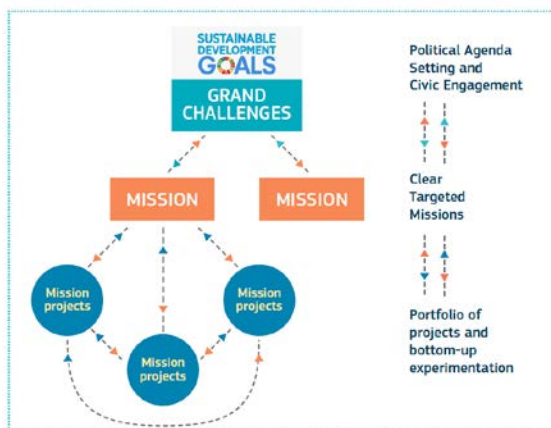 SUSTAINABLE
DEVELOPMENT
GOALS
GRAND
CHALLENGES
MISSION
MISSION
Mission
projects
Mission
projects
Mission
projects
Political Agenda
Setting and
Civic Engagement
Clear
Targeted
Missions
Portfolio of
projects and
bottom-up
experimentation